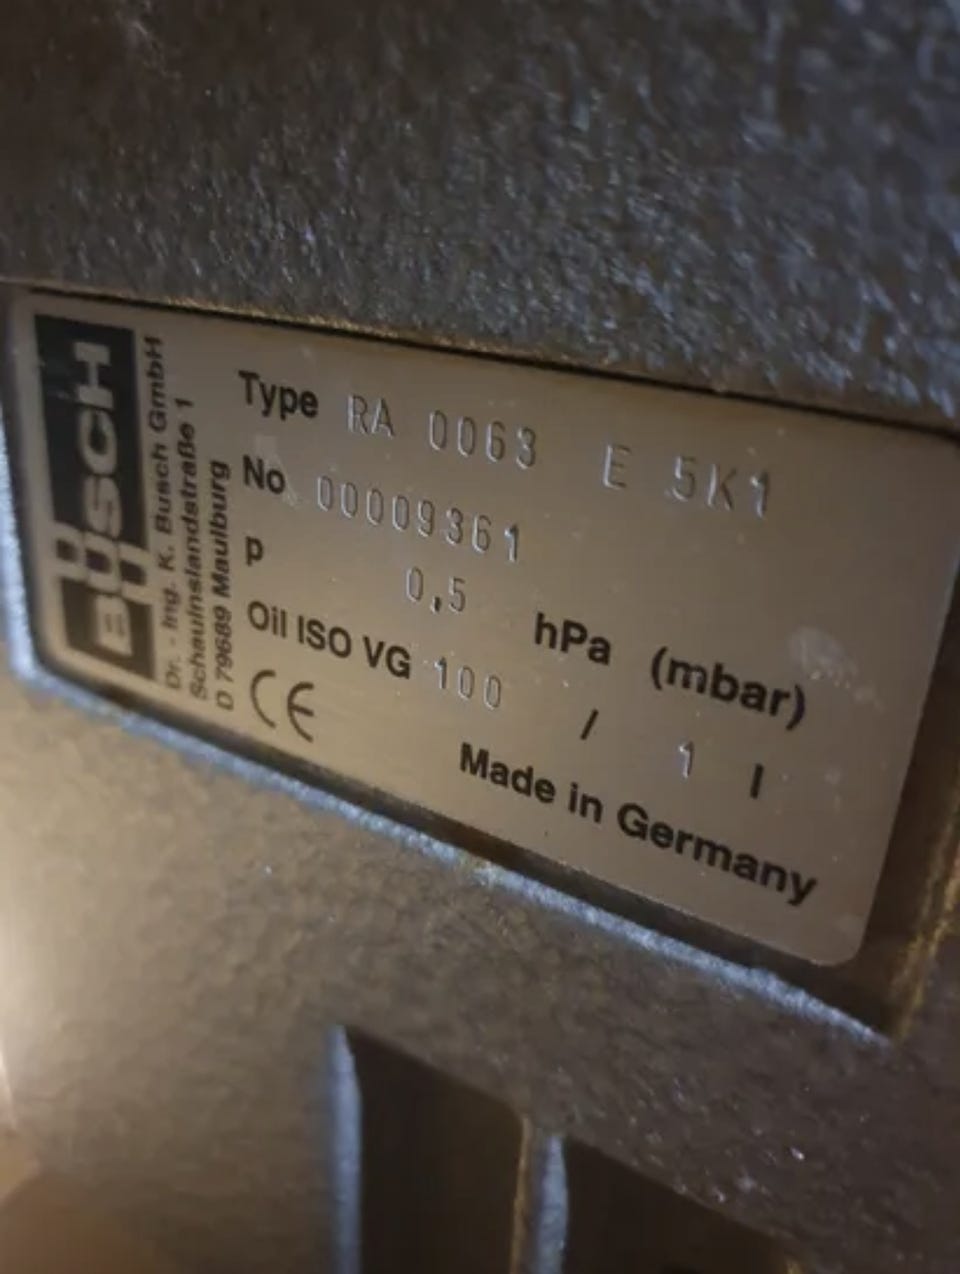 BUSCH
Dr. - Ing. K. Busch GmbH
Schauinslandstraße 1
D 79689 Maulburg
Type RA 0063 E 5K1
No 00009361
p 0,5 hPa (mbar)
Oil ISO VG 100 / 1 l
CE Made in Germany